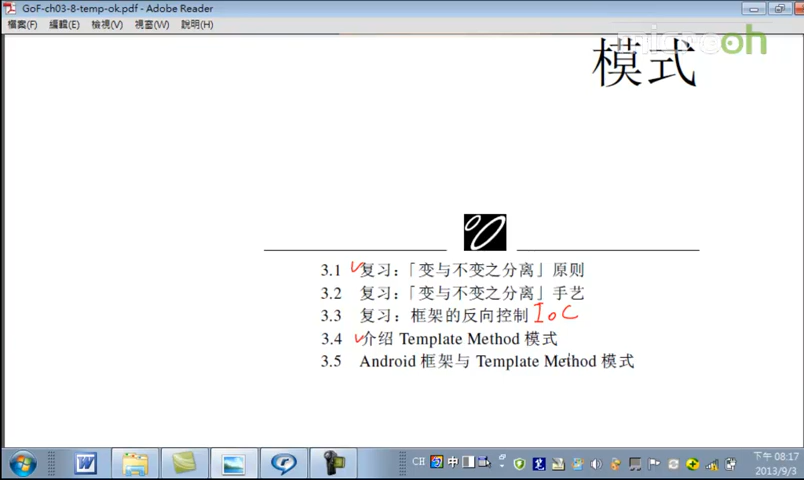 GoF-ch03-8-temp-ok.pdf - Adobe Reader
檔案(F) 編輯(E) 檢視(V) 視窗(W) 說明(H)
microoh
模式
3.1 复习：「变与不变之分离」原则
3.2 复习：「变与不变之分离」手艺
3.3 复习：框架的反向控制 IoC
3.4 介绍 Template Method 模式
3.5 Android 框架与 Template Method 模式
CH 中 下午 08:17
2013/9/3